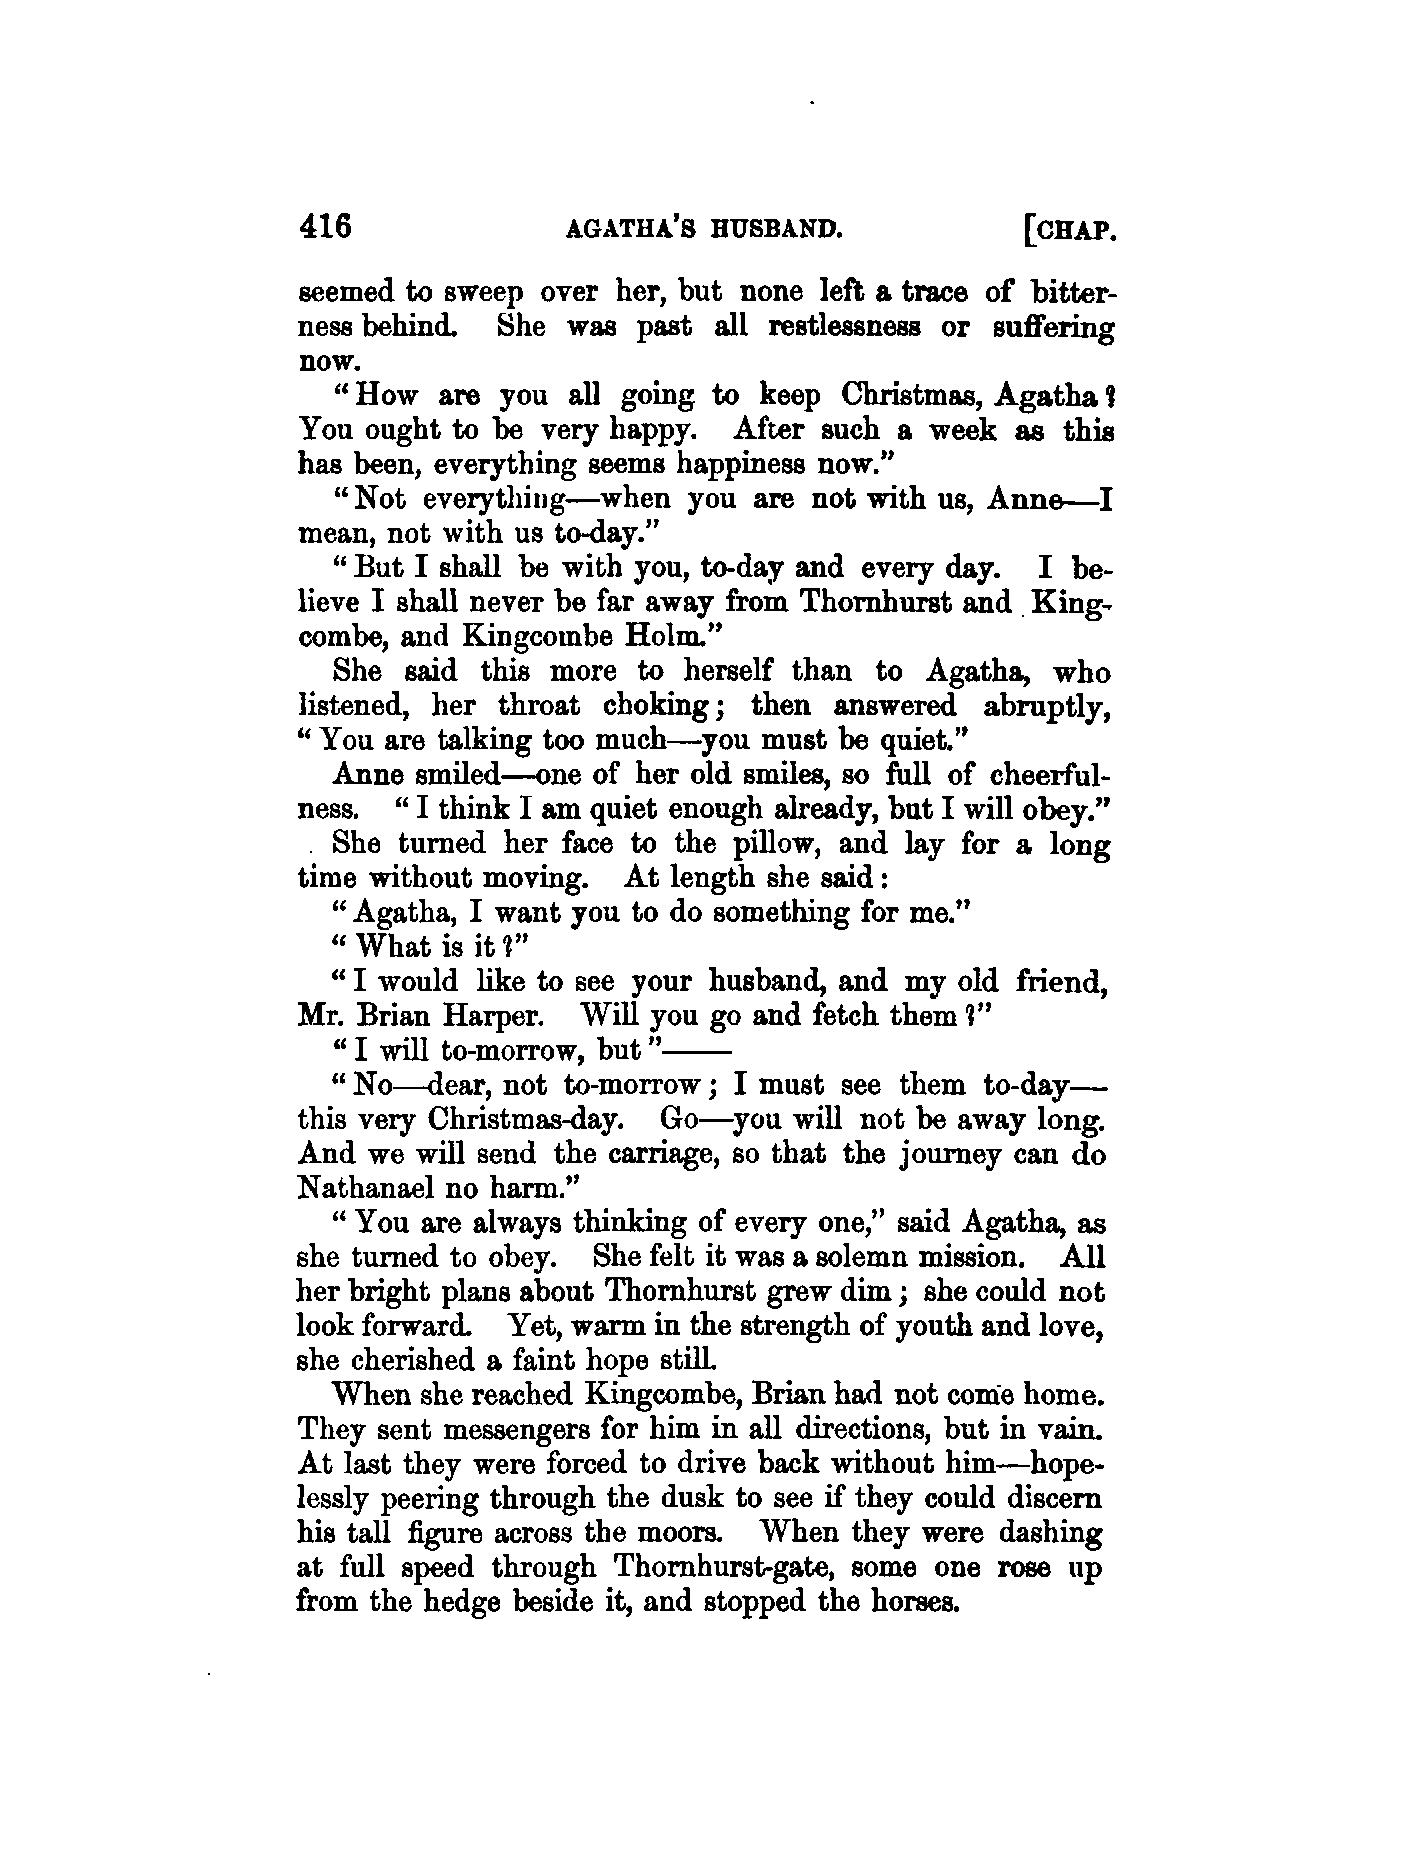 416 AGATHA'S HUSBAND. [CHAP.
seemed to sweep over her, but none left a trace of bitter-
ness behind. She was past all restlessness or suffering
now.
"How are you all going to keep Christmas, Agatha?
You ought to be very happy. After such a week as this
has been, everything seems happiness now."
"Not everything—when you are not with us, Anne—I
mean, not with us to-day."
"But I shall be with you, to-day and every day. I be-
lieve I shall never be far away from Thornhurst and King-
combe, and Kingcombe Holm."
She said this more to herself than to Agatha, who
listened, her throat choking; then answered abruptly,
"You are talking too much—you must be quiet."
Anne smiled—one of her old smiles, so full of cheerful-
ness. "I think I am quiet enough already, but I will obey."
She turned her face to the pillow, and lay for a long
time without moving. At length she said:
"Agatha, I want you to do something for me."
"What is it?"
"I would like to see your husband, and my old friend,
Mr. Brian Harper. Will you go and fetch them?"
"I will to-morrow, but"——
"No—dear, not to-morrow; I must see them to-day—
this very Christmas-day. Go—you will not be away long.
And we will send the carriage, so that the journey can do
Nathanael no harm."
"You are always thinking of every one," said Agatha, as
she turned to obey. She felt it was a solemn mission. All
her bright plans about Thornhurst grew dim; she could not
look forward. Yet, warm in the strength of youth and love,
she cherished a faint hope still.
When she reached Kingcombe, Brian had not come home.
They sent messengers for him in all directions, but in vain.
At last they were forced to drive back without him—hope-
lessly peering through the dusk to see if they could discern
his tall figure across the moors. When they were dashing
at full speed through Thornhurst-gate, some one rose up
from the hedge beside it, and stopped the horses.